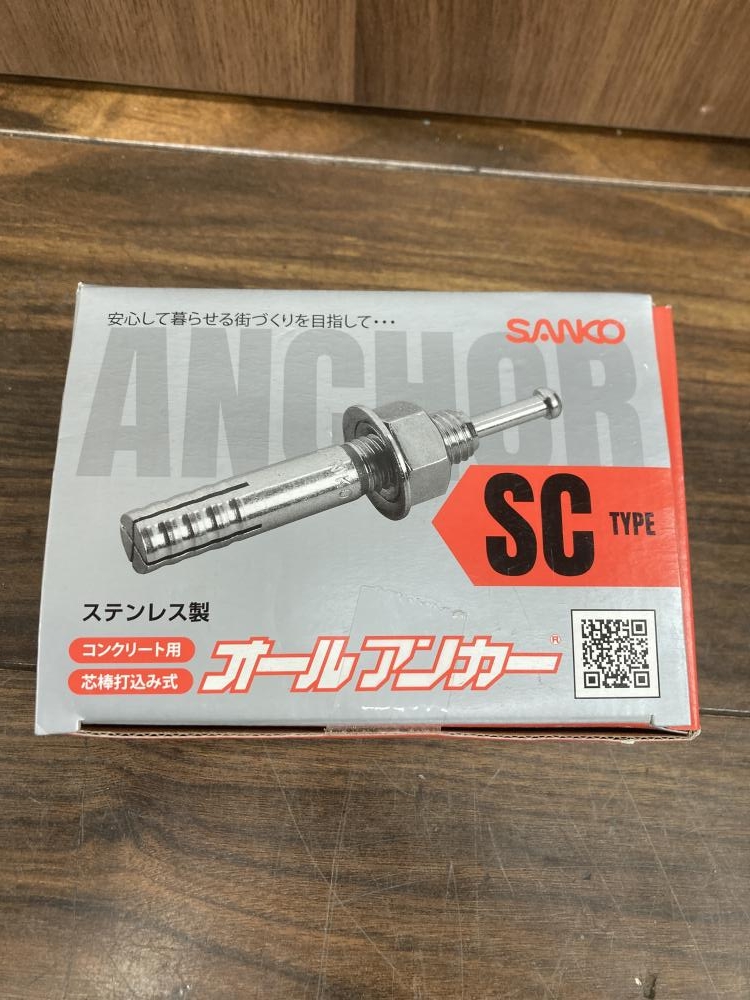 安心して暮らせる街づくりを目指して・・・
SANKO
ANCHOR
SC TYPE
ステンレス製
コンクリート用
芯棒打込み式
オールアンカー®